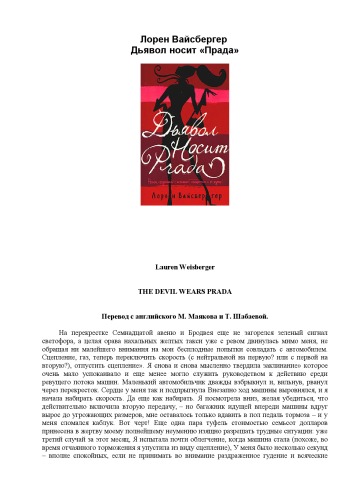 Лорен Вайсбергер
Дьявол носит «Прада»
Дьявол
Носит
Prada
Лорен Вайсбергер
Lauren Weisberger
THE DEVIL WEARS PRADA
Перевод с английского М. Маякова и Т. Шабаевой.
На перекрестке Семнадцатой авеню и Бродвея еще не загорелся зеленый сигнал
светофора, а целая орава нахальных желтых такси уже с ревом двинулась мимо меня, не
обращая ни малейшего внимания на мои бесплодные попытки совладать с автомобилем.
Сцепление, газ, теперь переключить скорость (с нейтральной на первую? или с первой на
вторую?), отпустить сцепление». Я снова и снова мысленно твердила заклинание» которое
очень мало успокаивало и еще менее могло служить руководством к действию среди
ревущего потока машин. Маленький автомобильчик дважды взбрыкнул и, вильнув, рванул
через перекресток. Сердце у меня так и подпрыгнула Внезапно ход машины выровнялся, и я
начала набирать скорость. Да еще как набирать. Я посмотрела вниз, желая убедиться, что
действительно включила вторую передачу, – но багажник идущей впереди машины вдруг
вырос до угрожающих размеров, мне оставалось только вдавить в пол педаль тормоза – и у
меня сломался каблук. Вот черт! Еще одна пара туфель стоимостью семьсот долларов
принесена в жертву моему полнейшему неумению изящно разрешать трудных ситуации: уже
третий случай за этот месяц, Я испытала почти облегчение, когда машина стала (похоже, во
время отчаянного торможения я упустила из виду сцепление), У меня было несколько секунд
– вполне спокойных, если не принимать во внимание раздраженное гудение и всяческие